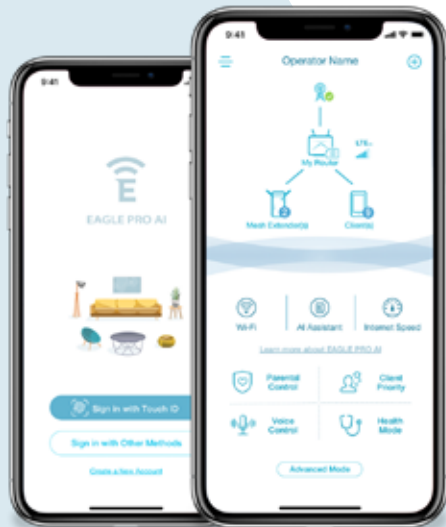 9:41
EAGLE PRO AI
Sign in with Touch ID
Sign in with Other Methods
Create a New Account
9:41
Operator Name
LTE
My Router
Mesh Extender(s)
2
Client(s)
Wi-Fi
AI Assistant
Internet Speed
Learn more about EAGLE PRO AI
Parental Control
Client Priority
Voice Control
Health Mode
Advanced Mode